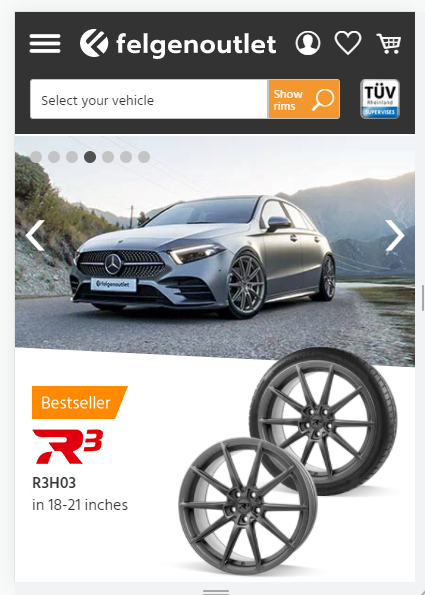 felgenoutlet
Select your vehicle
Show
rims
TÜV
Rheinland
SUPERVISES
felgenoutlet
Bestseller
R3
R3H03
in 18-21 inches